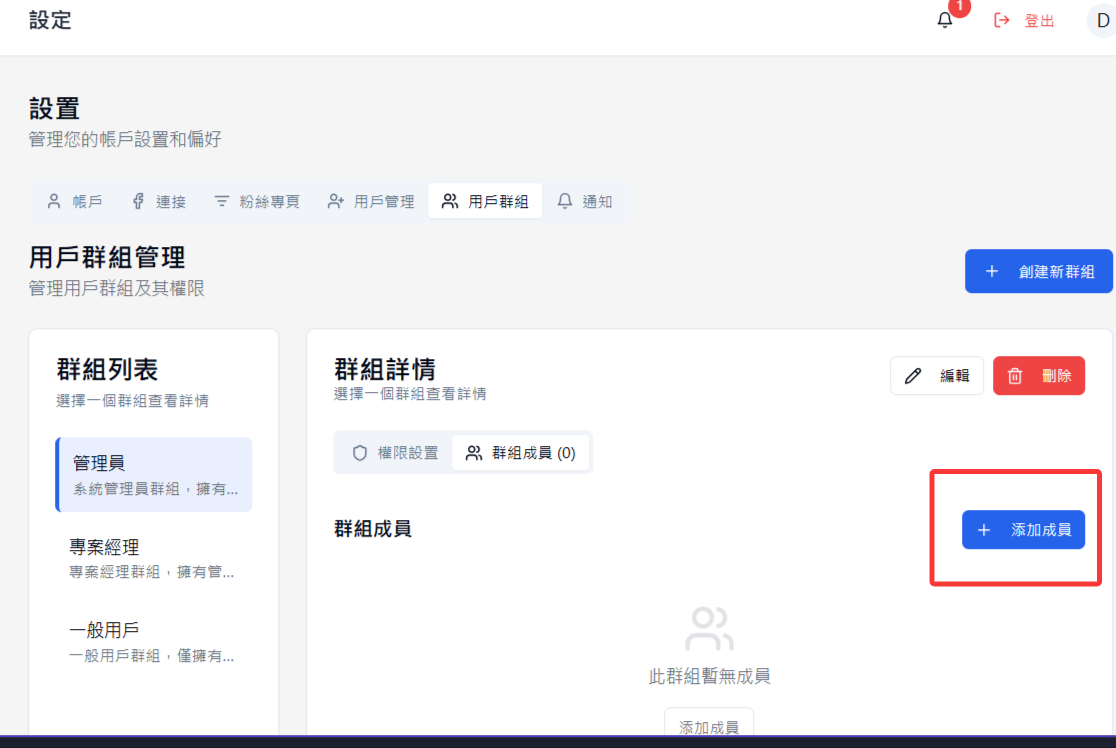 設定
1
登出
D
設置
管理您的帳戶設置和偏好
帳戶
連接
粉絲專頁
用戶管理
用戶群組
通知
用戶群組管理
管理用戶群組及其權限
創建新群組
群組列表
選擇一個群組查看詳情
管理員
系統管理員群組，擁有...
專案經理
專案經理群組，擁有管...
一般用戶
一般用戶群組，僅擁有...
群組詳情
選擇一個群組查看詳情
編輯
刪除
權限設置
群組成員 (0)
群組成員
添加成員
此群組暫無成員
添加成員